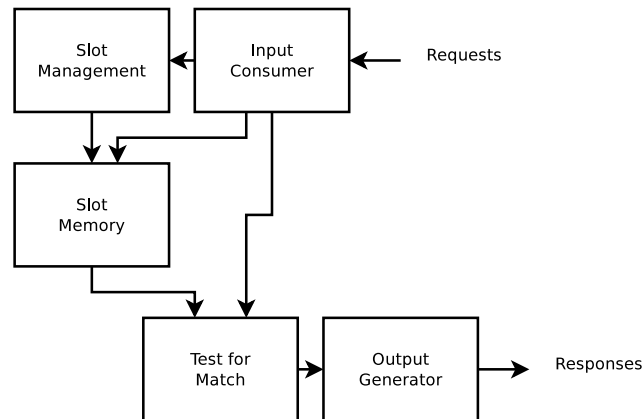 Slot
Management
Input
Consumer
Requests
Slot
Memory
Test for
Match
Output
Generator
Responses